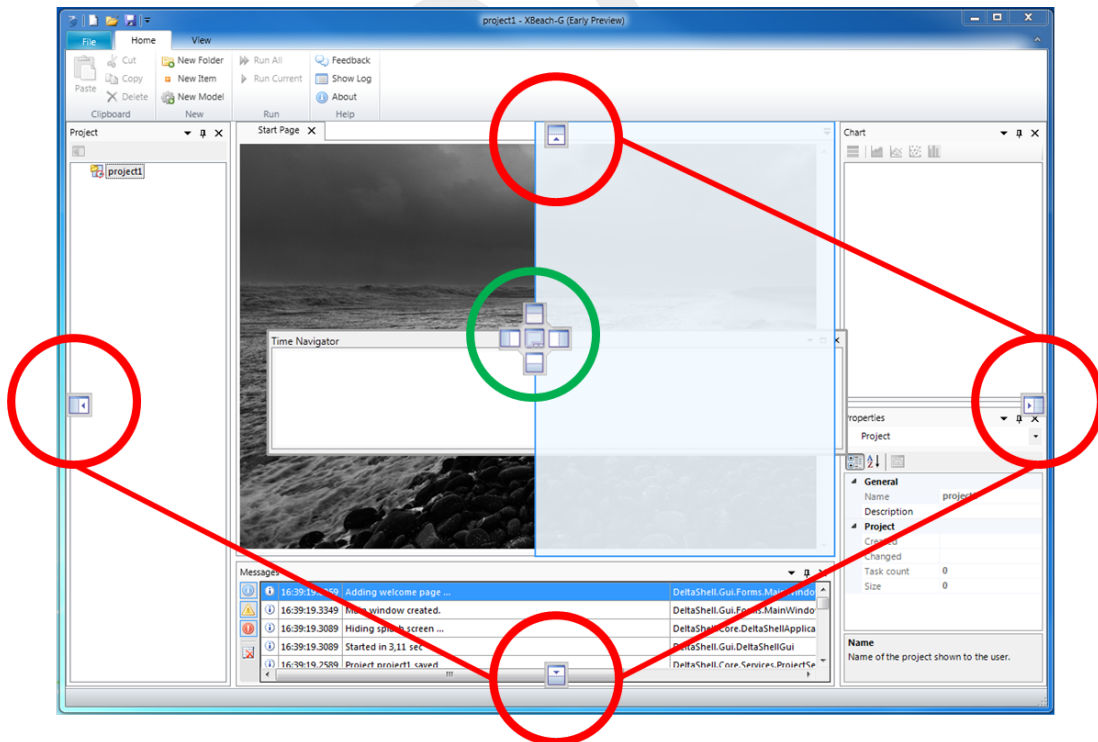 project1 - XBeach-G (Early Preview)
File Home View
Paste
Cut
Copy
Delete
Clipboard
New Folder
New Item
New Model
New
Run All
Run Current
Run
Feedback
Show Log
About
Help
Project
project1
Start Page
Time Navigator
Chart
Properties
Project
General
Name project
Description
Project
Created
Changed
Task count 0
Size 0
Name
Name of the project shown to the user.
Messages
Adding welcome page ... DeltaShell.Gui.Forms.MainWindo
16:39:19.3349 Main window created. DeltaShell.Gui.Forms.MainWindo
16:39:19.3089 Hiding splash screen ... DeltaShell.Core.DeltaShellApplica
16:39:19.3089 Started in 3,11 sec DeltaShell.Gui.DeltaShellGui
16:39:19.2589 Project project1 saved DeltaShell.Core.Services.ProjectSe